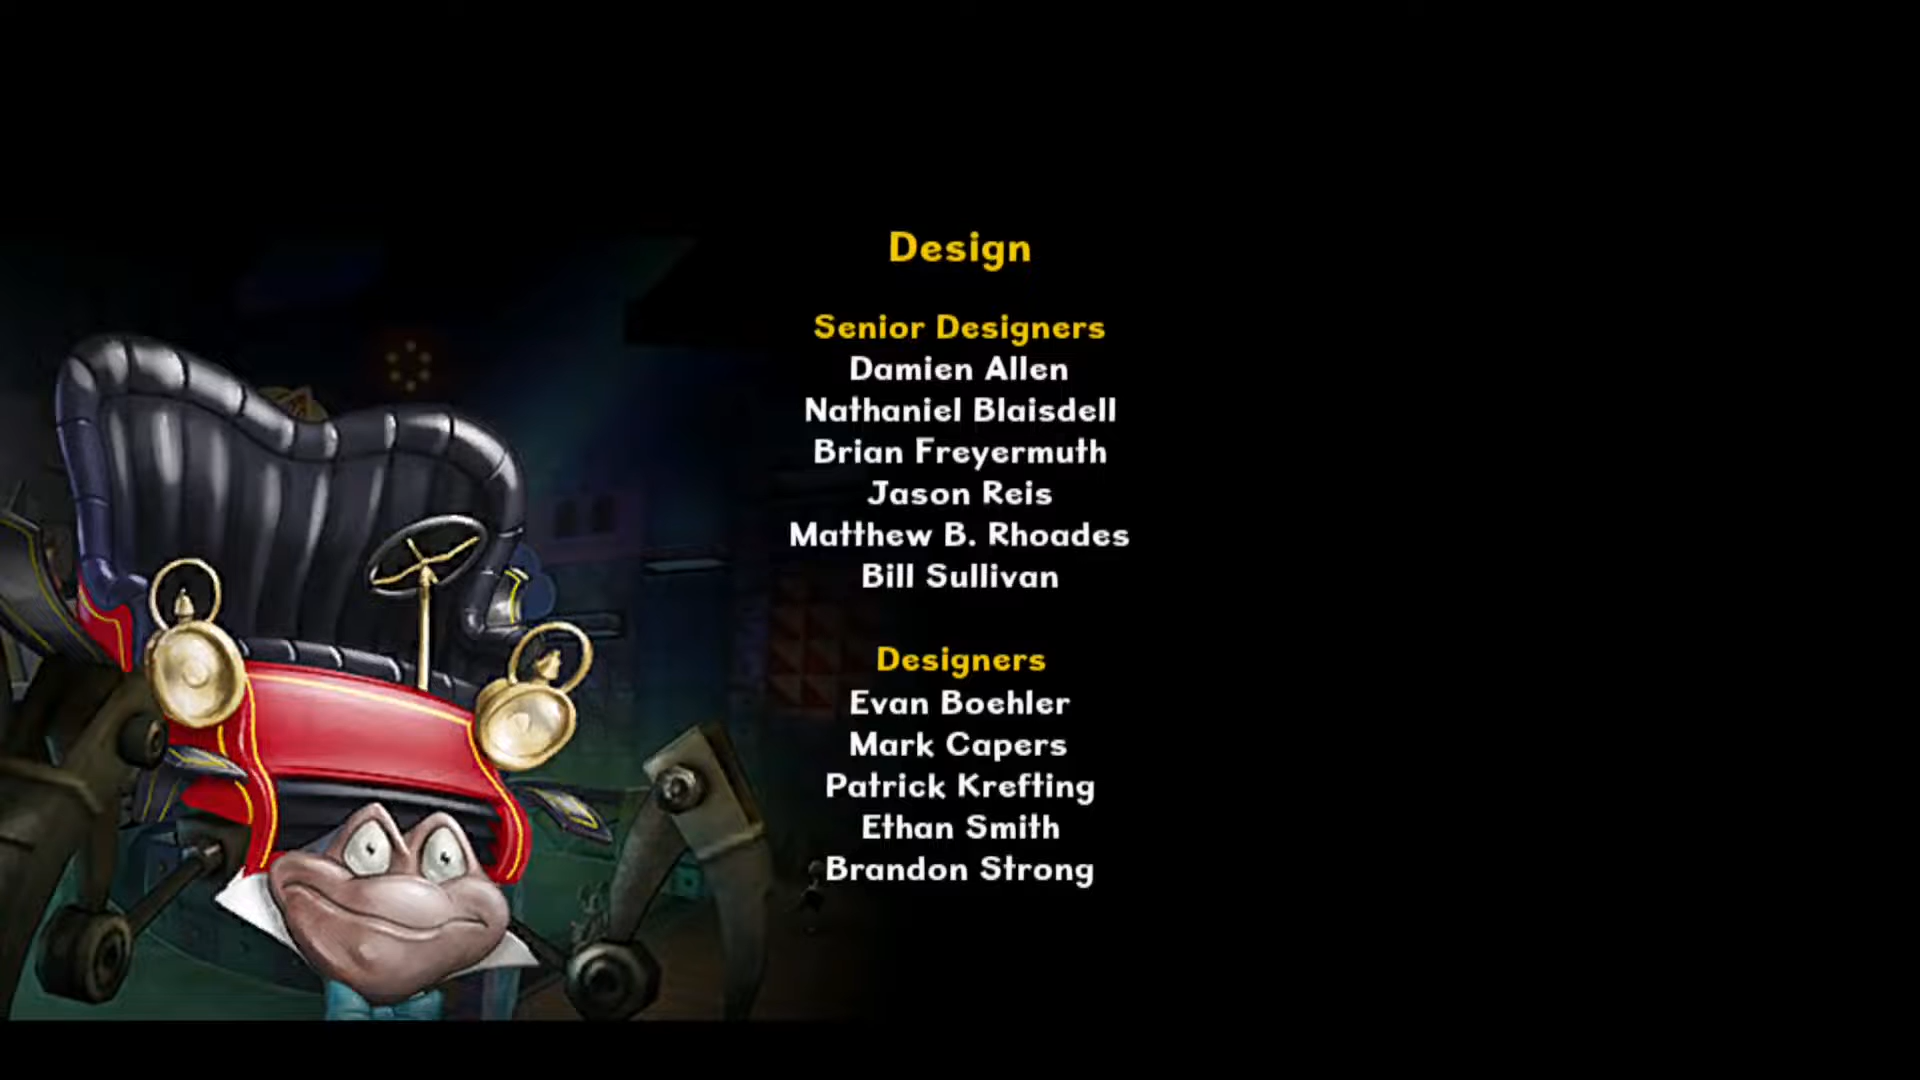 Design
Senior Designers
Damien Allen
Nathaniel Blaisdell
Brian Freyermuth
Jason Reis
Matthew B. Rhoades
Bill Sullivan
Designers
Evan Boehler
Mark Capers
Patrick Krefting
Ethan Smith
Brandon Strong